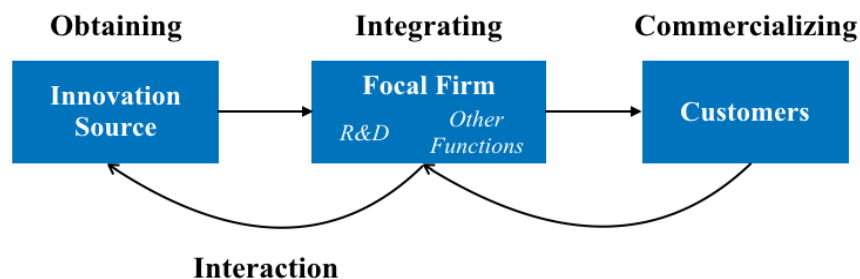 Obtaining
Integrating
Commercializing
Innovation
Source
Focal Firm
R&D
Other
Functions
Customers
Interaction